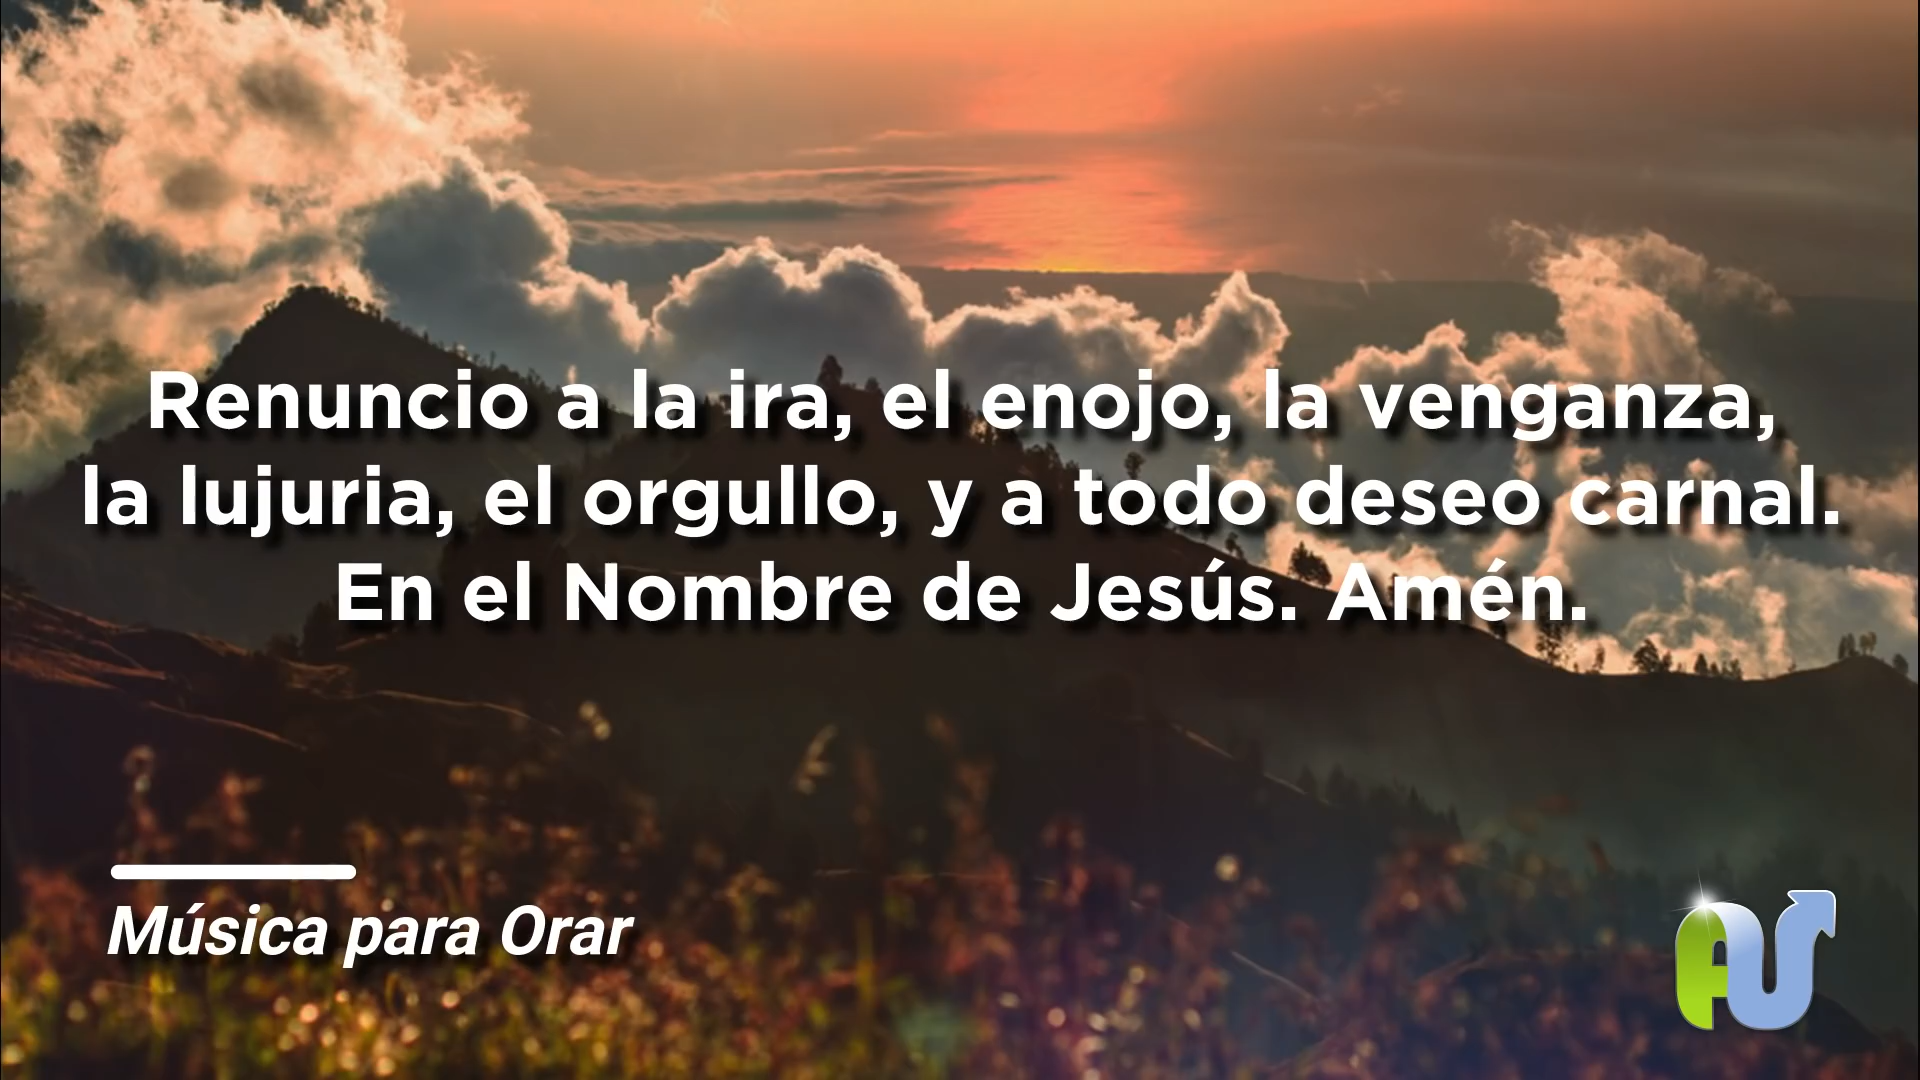 Renuncio a la ira, el enojo, la venganza,
la lujuria, el orgullo, y a todo deseo carnal.
En el Nombre de Jesús. Amén.
Música para Orar